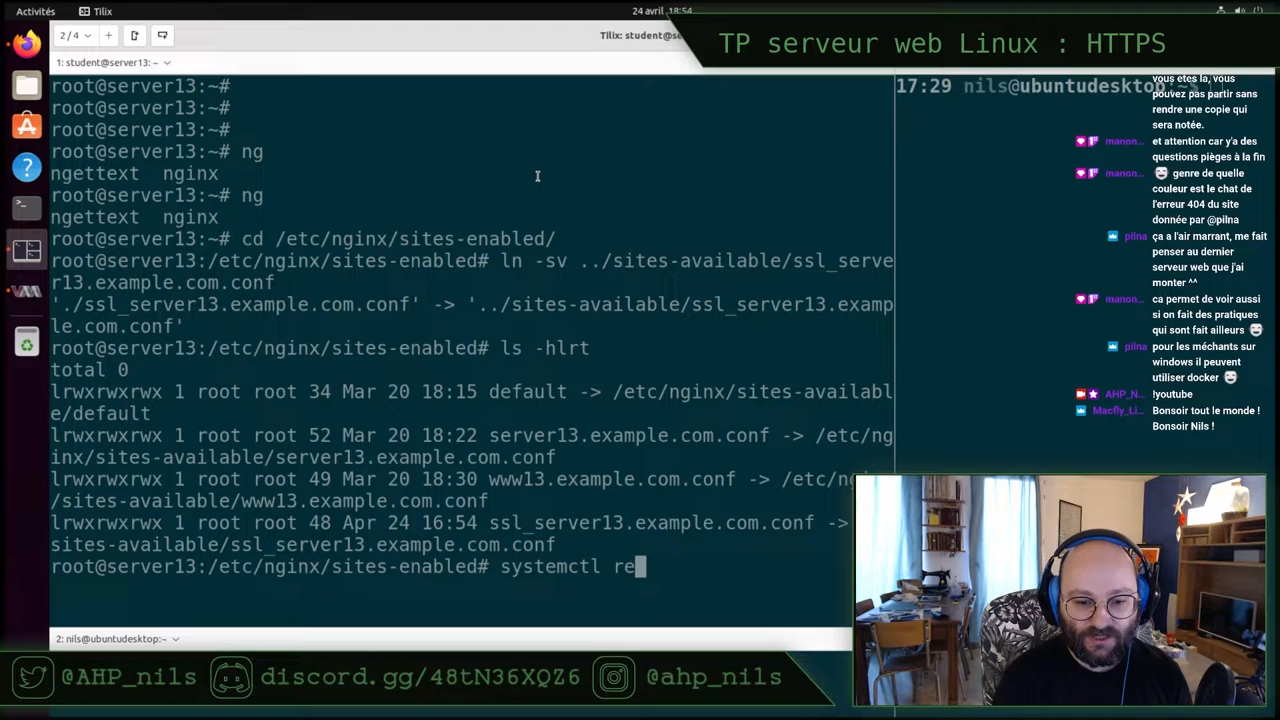 Activités
Tilix
24 avril 18:54
2/4
Tilix: student@se
TP serveur web Linux : HTTPS
1: student@server13: ~
root@server13:~#
root@server13:~#
root@server13:~#
root@server13:~# ng
ngettext nginx
root@server13:~# ng
ngettext nginx
root@server13:~# cd /etc/nginx/sites-enabled/
root@server13:/etc/nginx/sites-enabled# ln -sv ../sites-available/ssl_serve
r13.example.com.conf
'./ssl_server13.example.com.conf' -> '../sites-available/ssl_server13.examp
le.com.conf'
root@server13:/etc/nginx/sites-enabled# ls -hlrt
total 0
lrwxrwxrwx 1 root root 34 Mar 20 18:15 default -> /etc/nginx/sites-availabl
e/default
lrwxrwxrwx 1 root root 52 Mar 20 18:22 server13.example.com.conf -> /etc/ng
inx/sites-available/server13.example.com.conf
lrwxrwxrwx 1 root root 49 Mar 20 18:30 www13.example.com.conf -> /etc/ng
/sites-available/www13.example.com.conf
lrwxrwxrwx 1 root root 48 Apr 24 16:54 ssl_server13.example.com.conf ->
sites-available/ssl_server13.example.com.conf
root@server13:/etc/nginx/sites-enabled# systemctl re
17:29 nils@ubuntudesktop:~$
vous êtes là, vous
pouvez pas partir sans
rendre une copie qui
sera notée.
manon... et attention car y'a des
questions pièges à la fin
manon... genre de quelle
couleur est le chat de
l'erreur 404 du site
donnée par @pilna
pilna ça a l'air marrant, me fait
penser au dernier
serveur web que j'ai
monter ^^
manon... ca permet de voir aussi
si on fait des pratiques
qui sont fait ailleurs
pilna pour les méchants sur
windows il peuvent
utiliser docker
AHP_N... !youtube
Macfly_Li... Bonsoir tout le monde !
Bonsoir Nils !
2: nils@ubuntudesktop:~
@AHP_nils
discord.gg/48tN36XQZ6
@ahp_nils